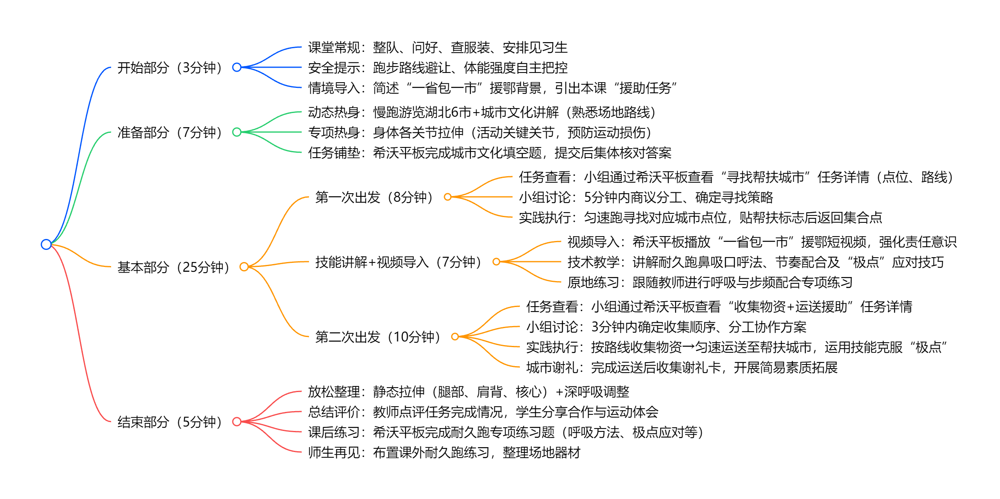 开始部分（3分钟）
课堂常规：整队、问好、查服装、安排见习生
安全提示：跑步路线避让、体能强度自主把控
情境导入：简述“一省包一市”援鄂背景，引出本课“援助任务”
准备部分（7分钟）
动态热身：慢跑游览湖北6市+城市文化讲解（熟悉场地路线）
专项热身：身体各关节拉伸（活动关键关节，预防运动损伤）
任务铺垫：希沃平板完成城市文化填空题，提交后集体核对答案
基本部分（25分钟）
第一次出发（8分钟）
任务查看：小组通过希沃平板查看“寻找帮扶城市”任务详情（点位、路线）
小组讨论：5分钟内商议分工、确定寻找策略
实践执行：匀速跑寻找对应城市点位，贴帮扶标志后返回集合点
技能讲解+视频导入（7分钟）
视频导入：希沃平板播放“一省包一市”援鄂短视频，强化责任意识
技术教学：讲解耐久跑鼻吸口呼法、节奏配合及“极点”应对技巧
原地练习：跟随教师进行呼吸与步频配合专项练习
第二次出发（10分钟）
任务查看：小组通过希沃平板查看“收集物资+运送援助”任务详情
小组讨论：3分钟内确定收集顺序、分工协作方案
实践执行：按路线收集物资→匀速运送至帮扶城市，运用技能克服“极点”
城市谢礼：完成运送后收集谢礼卡，开展简易素质拓展
结束部分（5分钟）
放松整理：静态拉伸（腿部、肩背、核心）+深呼吸调整
总结评价：教师点评任务完成情况，学生分享合作与运动体会
课后练习：希沃平板完成耐久跑专项练习题（呼吸方法、极点应对等）
师生再见：布置课外耐久跑练习，整理场地器材